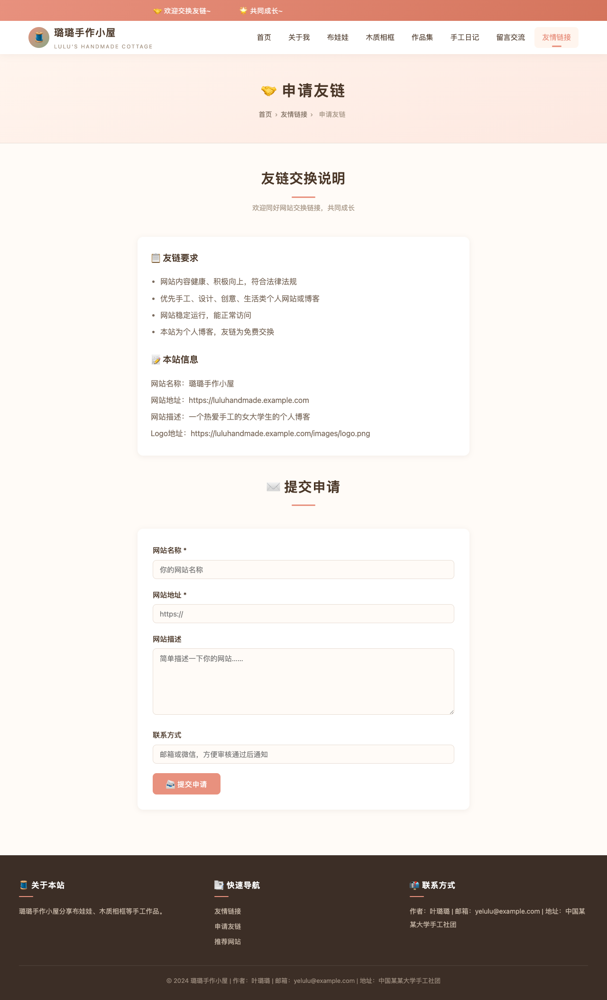 🤝 欢迎交换友链~ 🌟 共同成长~
璐璐手作小屋
LULU'S HANDMADE COTTAGE
首页 关于我 布娃娃 木质相框 作品集 手工日记 留言交流 友情链接
🤝 申请友链
首页 › 友情链接 › 申请友链
友链交换说明
欢迎同好网站交换链接，共同成长
📋 友链要求
• 网站内容健康、积极向上，符合法律法规
• 优先手工、设计、创意、生活类个人网站或博客
• 网站稳定运行，能正常访问
• 本站为个人博客，友链为免费交换
📝 本站信息
网站名称：璐璐手作小屋
网站地址：https://luluhandmade.example.com
网站描述：一个热爱手工的女大学生的个人博客
Logo地址：https://luluhandmade.example.com/images/logo.png
✉️ 提交申请
网站名称 *
你的网站名称
网站地址 *
https://
网站描述
简单描述一下你的网站……
联系方式
邮箱或微信，方便审核通过后通知
📨 提交申请
🧵 关于本站
璐璐手作小屋分享布娃娃、木质相框等手工作品。
📑 快速导航
友情链接
申请友链
推荐网站
📬 联系方式
作者：叶璐璐 | 邮箱：yelulu@example.com | 地址：中国某
某大学手工社团
© 2024 璐璐手作小屋 | 作者：叶璐璐 | 邮箱：yelulu@example.com | 地址：中国某某大学手工社团